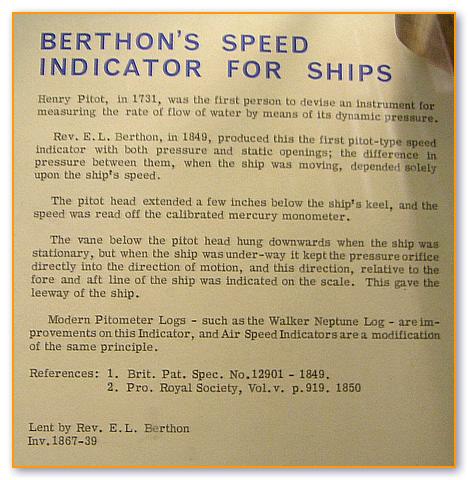 BERTHON'S SPEED
INDICATOR FOR SHIPS
Henry Pitot, in 1731, was the first person to devise an instrument for
measuring the rate of flow of water by means of its dynamic pressure.
Rev. E. L. Berthon, in 1849, produced this the first pitot-type speed
indicator with both pressure and static openings; the difference in
pressure between them, when the ship was moving, depended solely
upon the ship's speed.
The pitot head extended a few inches below the ship's keel, and the
speed was read off the calibrated mercury monometer.
The vane below the pitot head hung downwards when the ship was
stationary, but when the ship was under-way it kept the pressure orifice
directly into the direction of motion, and this direction, relative to the
fore and aft line of the ship was indicated on the scale. This gave the
leeway of the ship.
Modern Pitometer Logs - such as the Walker Neptune Log - are im-
provements on this Indicator, and Air Speed Indicators are a modification
of the same principle.
References: 1. Brit. Pat. Spec. No.12901 - 1849.
2. Pro. Royal Society, Vol. v. p.919. 1850
Lent by Rev. E. L. Berthon
Inv.1867-39